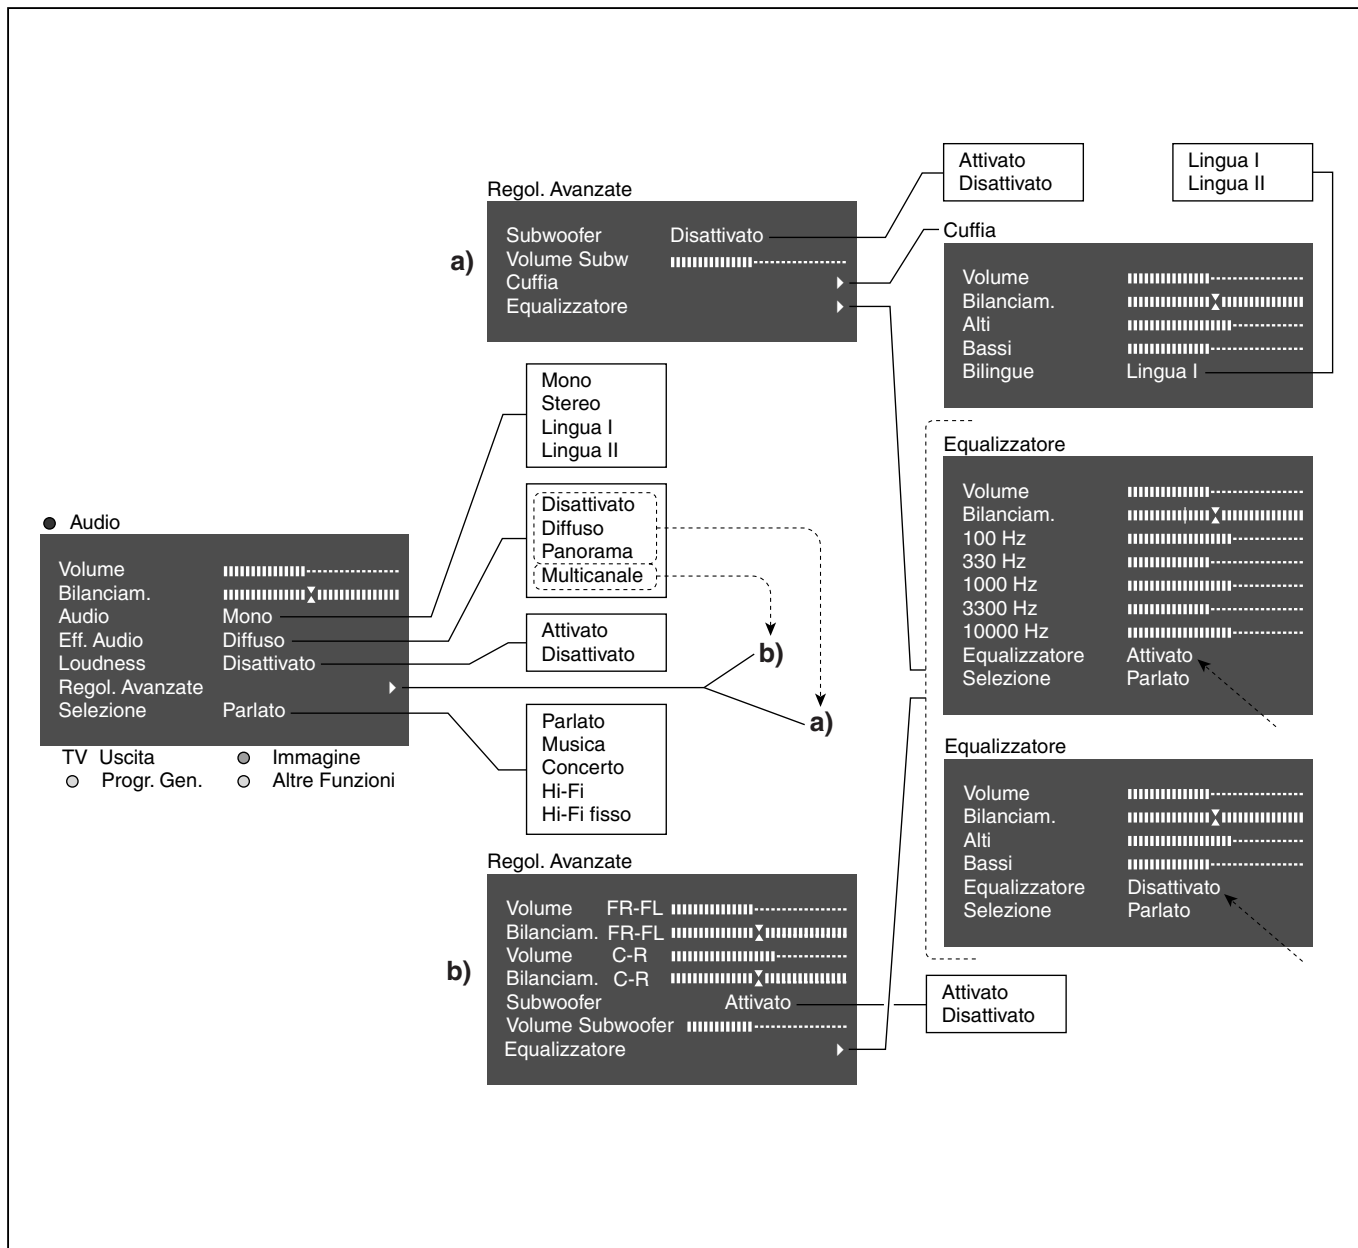 Audio
Volume
Bilanciam.
Audio Mono
Eff. Audio Diffuso
Loudness Disattivato
Regol. Avanzate
Selezione Parlato
TV Uscita Immagine
Progr. Gen. Altre Funzioni
Mono
Stereo
Lingua I
Lingua II
Disattivato
Diffuso
Panorama
Multicanale
Attivato
Disattivato
Parlato
Musica
Concerto
Hi-Fi
Hi-Fi fisso
b)
a)
Regol. Avanzate
a)
Subwoofer Disattivato
Volume Subw
Cuffia
Equalizzatore
Attivato
Disattivato
Lingua I
Lingua II
Cuffia
Volume
Bilanciam.
Alti
Bassi
Bilingue Lingua I
Equalizzatore
Volume
Bilanciam.
100 Hz
330 Hz
1000 Hz
3300 Hz
10000 Hz
Equalizzatore Attivato
Selezione Parlato
Equalizzatore
Volume
Bilanciam.
Alti
Bassi
Equalizzatore Disattivato
Selezione Parlato
Regol. Avanzate
b)
Volume FR-FL
Bilanciam. FR-FL
Volume C-R
Bilanciam. C-R
Subwoofer Attivato
Volume Subwoofer
Equalizzatore
Attivato
Disattivato